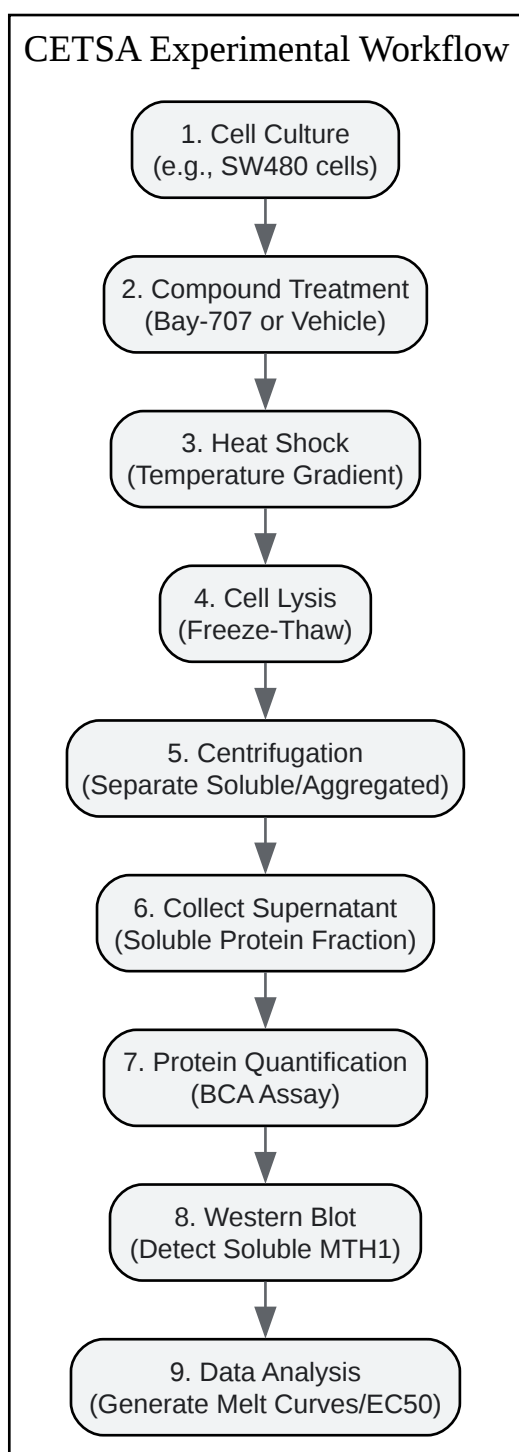 CETSA Experimental Workflow
1. Cell Culture
(e.g., SW480 cells)
2. Compound Treatment
(Bay-707 or Vehicle)
3. Heat Shock
(Temperature Gradient)
4. Cell Lysis
(Freeze-Thaw)
5. Centrifugation
(Separate Soluble/Aggregated)
6. Collect Supernatant
(Soluble Protein Fraction)
7. Protein Quantification
(BCA Assay)
8. Western Blot
(Detect Soluble MTH1)
9. Data Analysis
(Generate Melt Curves/EC50)